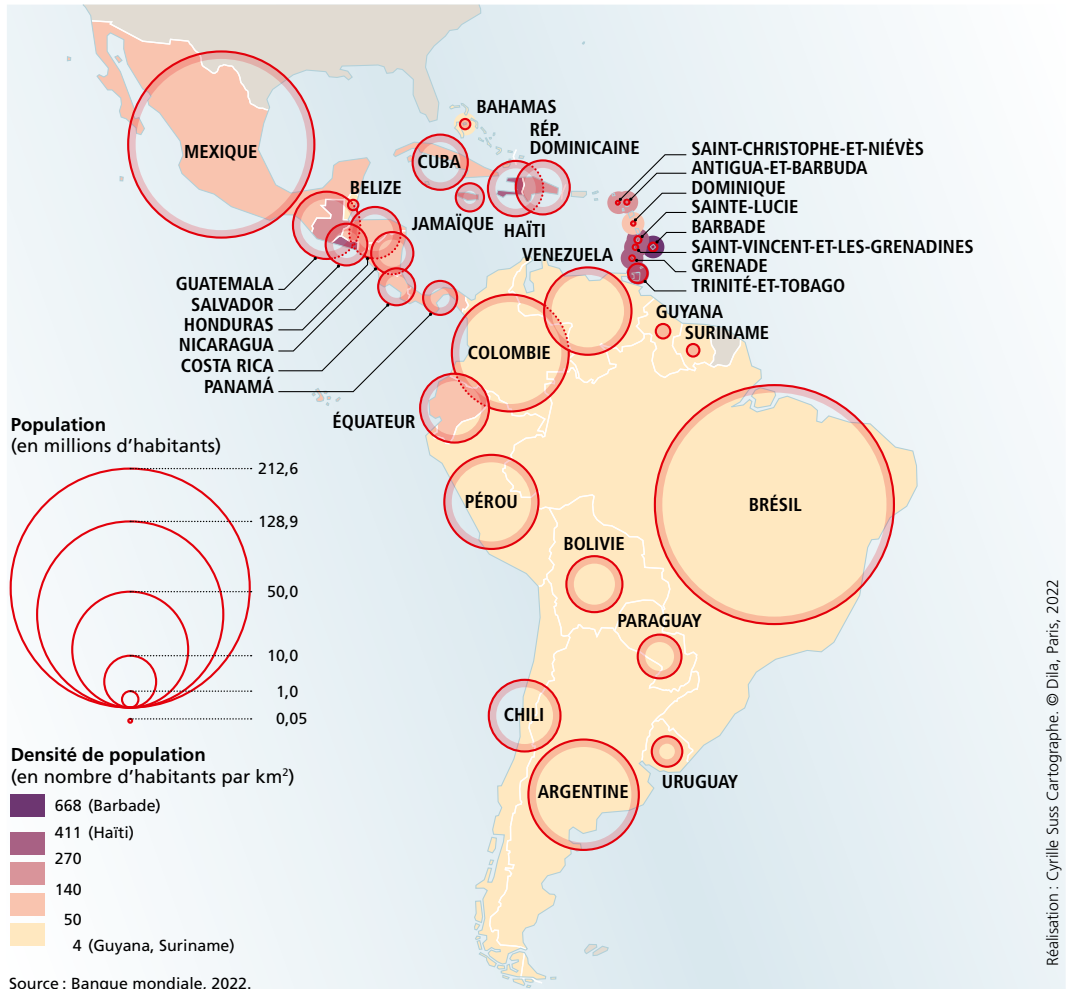 MEXIQUE
BAHAMAS
CUBA
RÉP.
DOMINICAINE
BELIZE
JAMAÏQUE
HAÏTI
SAINT-CHRISTOPHE-ET-NIÉVÈS
ANTIGUA-ET-BARBUDA
DOMINIQUE
SAINTE-LUCIE
BARBADE
SAINT-VINCENT-ET-LES-GRENADINES
GRENADE
TRINITÉ-ET-TOBAGO
VENEZUELA
GUATEMALA
SALVADOR
HONDURAS
NICARAGUA
COSTA RICA
PANAMÁ
GUYANA
SURINAME
COLOMBIE
ÉQUATEUR
PÉROU
BRÉSIL
BOLIVIE
PARAGUAY
CHILI
ARGENTINE
URUGUAY
Population
(en millions d'habitants)
212,6
128,9
50,0
10,0
1,0
0,05
Densité de population
(en nombre d'habitants par km²)
668 (Barbade)
411 (Haïti)
270
140
50
4 (Guyana, Suriname)
Source : Banque mondiale, 2022.
Réalisation : Cyrille Suss Cartographe. © Dila, Paris, 2022